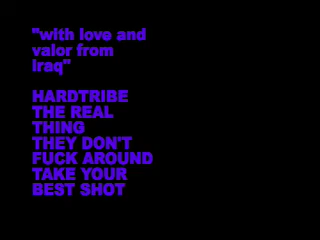 "with love and
valor from
iraq"
HARDTRIBE
THE REAL
THING
THEY DON'T
FUCK AROUND
TAKE YOUR
BEST SHOT